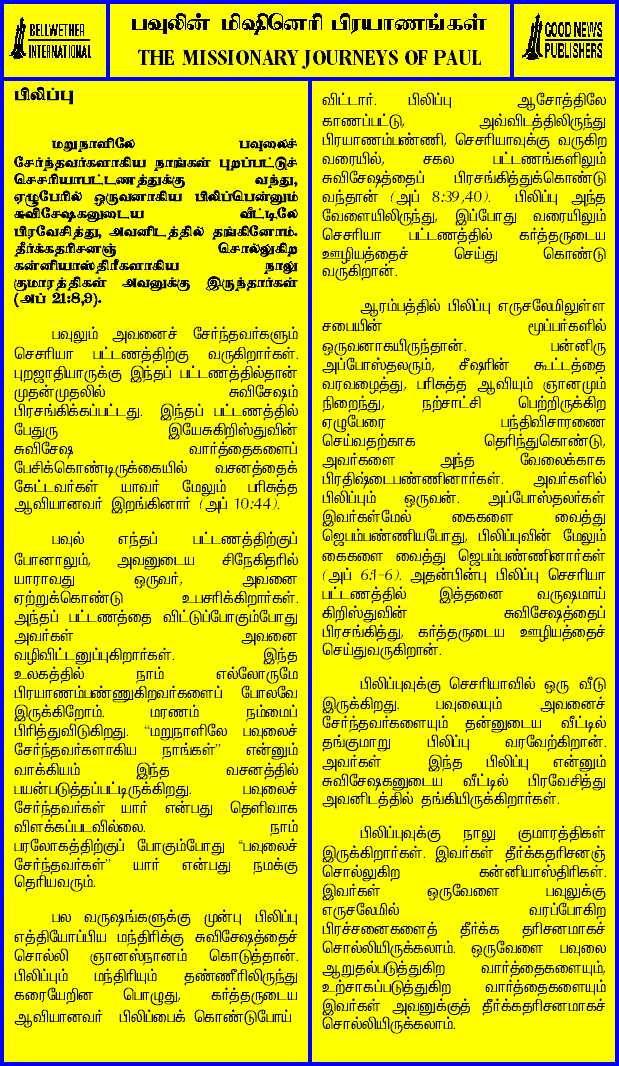 BELLWETHER
INTERNATIONAL
பவுலின் மிஷினெரி பிரயாணங்கள்
THE MISSIONARY JOURNEYS OF PAUL
GOOD NEWS
PUBLISHERS
பிலிப்பு
மறுநாளிலே பவுலைச்
சேர்ந்தவர்களாகிய நாங்கள் புறப்பட்டுச்
செசரியாபட்டணத்துக்கு வந்து,
ஏழுபேரில் ஒருவனாகிய பிலிப்பென்னும்
சுவிசேஷகனுடைய வீட்டிலே
பிரவேசித்து, அவனிடத்தில் தங்கினோம்.
தீர்க்கதரிசனஞ் சொல்லுகிற
கன்னியாஸ்திரீகளாகிய நாலு
குமாரத்திகள் அவனுக்கு இருந்தார்கள்
(அப் 21:8,9).
பவுலும் அவனைச் சேர்ந்தவர்களும்
செசரியா பட்டணத்திற்கு வருகிறார்கள்.
புறஜாதியாருக்கு இந்தப் பட்டணத்தில்தான்
முதன்முதலில் சுவிசேஷம்
பிரசங்கிக்கப்பட்டது. இந்தப் பட்டணத்தில்
பேதுரு இயேசுகிறிஸ்துவின்
சுவிசேஷ வார்த்தைகளைப்
பேசிக்கொண்டிருக்கையில் வசனத்தைக்
கேட்டவர்கள் யாவர் மேலும் பரிசுத்த
ஆவியானவர் இறங்கினார் (அப் 10:44).
பவுல் எந்தப் பட்டணத்திற்குப்
போனாலும், அவனுடைய சிநேகிதரில்
யாராவது ஒருவர், அவனை
ஏற்றுக்கொண்டு உபசரிக்கிறார்கள்.
அந்தப் பட்டணத்தை விட்டுப்போகும்போது
அவர்கள் அவனை
வழிவிட்டனுப்புகிறார்கள். இந்த
உலகத்தில் நாம் எல்லோருமே
பிரயாணம்பண்ணுகிறவர்களைப் போலவே
இருக்கிறோம். மரணம் நம்மைப்
பிரித்துவிடுகிறது. “மறுநாளிலே பவுலைச்
சேர்ந்தவர்களாகிய நாங்கள்” என்னும்
வாக்கியம் இந்த வசனத்தில்
பயன்படுத்தப்பட்டிருக்கிறது. பவுலைச்
சேர்ந்தவர்கள் யார் என்பது தெளிவாக
விளக்கப்படவில்லை. நாம்
பரலோகத்திற்குப் போகும்போது “பவுலைச்
சேர்ந்தவர்கள்” யார் என்பது நமக்கு
தெரியவரும்.
பல வருஷங்களுக்கு முன்பு பிலிப்பு
எத்தியோப்பிய மந்திரிக்கு சுவிசேஷத்தைச்
சொல்லி ஞானஸ்நானம் கொடுத்தான்.
பிலிப்பும் மந்திரியும் தண்ணீரிலிருந்து
கரையேறின பொழுது, கர்த்தருடைய
ஆவியானவர் பிலிப்பைக் கொண்டுபோய்
விட்டார். பிலிப்பு ஆசோத்திலே
காணப்பட்டு, அவ்விடத்திலிருந்து
பிரயாணம்பண்ணி, செசரியாவுக்கு வருகிற
வரையில், சகல பட்டணங்களிலும்
சுவிசேஷத்தைப் பிரசங்கித்துக்கொண்டு
வந்தான் (அப் 8:39,40). பிலிப்பு அந்த
வேளையிலிருந்து, இப்போது வரையிலும்
செசரியா பட்டணத்தில் கர்த்தருடைய
ஊழியத்தைச் செய்து கொண்டு
வருகிறான்.
ஆரம்பத்தில் பிலிப்பு எருசலேமிலுள்ள
சபையின் மூப்பர்களில்
ஒருவனாகயிருந்தான். பன்னிரு
அப்போஸ்தலரும், சீஷரின் கூட்டத்தை
வரவழைத்து, பரிசுத்த ஆவியும் ஞானமும்
நிறைந்து, நற்சாட்சி பெற்றிருக்கிற
ஏழுபேரை பந்திவிசாரணை
செய்வதற்காக தெரிந்துகொண்டு,
அவர்களை அந்த வேலைக்காக
பிரதிஷ்டைபண்ணினார்கள். அவர்களில்
பிலிப்பும் ஒருவன். அப்போஸ்தலர்கள்
இவர்கள்மேல் கைகளை வைத்து
ஜெபம்பண்ணியபோது, பிலிப்புவின் மேலும்
கைகளை வைத்து ஜெபம்பண்ணினார்கள்
(அப் 6:1-6). அதன்பின்பு பிலிப்பு செசரியா
பட்டணத்தில் இத்தனை வருஷமாய்
கிறிஸ்துவின் சுவிசேஷத்தைப்
பிரசங்கித்து, கர்த்தருடைய ஊழியத்தைச்
செய்துவருகிறான்.
பிலிப்புவுக்கு செசரியாவில் ஒரு வீடு
இருக்கிறது. பவுலையும் அவனைச்
சேர்ந்தவர்களையும் தன்னுடைய வீட்டில்
தங்குமாறு பிலிப்பு வரவேற்கிறான்.
அவர்கள் இந்த பிலிப்பு என்னும்
சுவிசேஷகனுடைய வீட்டில் பிரவேசித்து
அவனிடத்தில் தங்கியிருக்கிறார்கள்.
பிலிப்புவுக்கு நாலு குமாரத்திகள்
இருக்கிறார்கள். இவர்கள் தீர்க்கதரிசனஞ்
சொல்லுகிற கன்னியாஸ்திரிகள்.
இவர்கள் ஒருவேளை பவுலுக்கு
எருசலேமில் வரப்போகிற
பிரச்சனைகளைத் தீர்க்க தரிசனமாகச்
சொல்லியிருக்கலாம். ஒருவேளை பவுலை
ஆறுதல்படுத்துகிற வார்த்தைகளையும்,
உற்சாகப்படுத்துகிற வார்த்தைகளையும்
இவர்கள் அவனுக்குத் தீர்க்கதரிசனமாகச்
சொல்லியிருக்கலாம்.